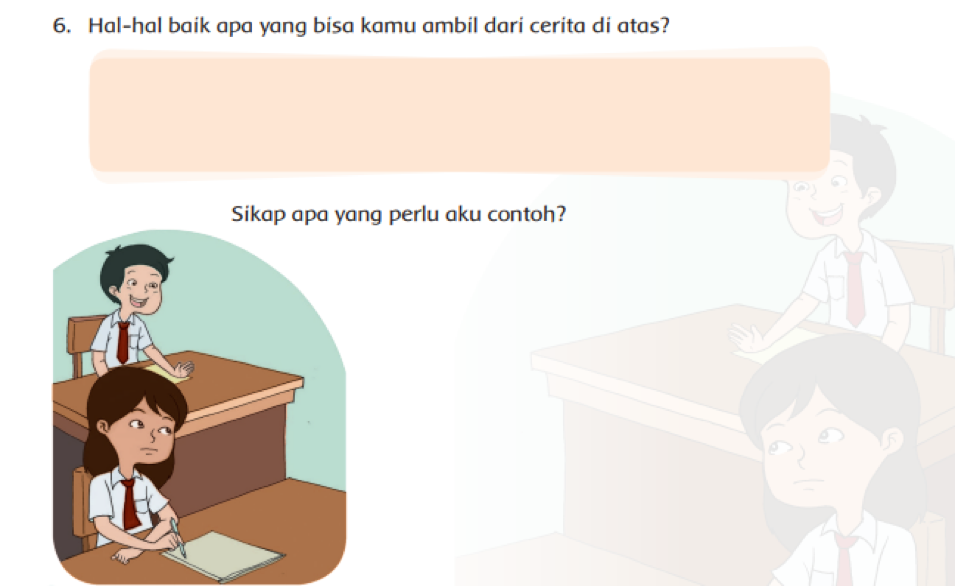 6. Hal-hal baik apa yang bisa kamu ambil dari cerita di atas?
Sikap apa yang perlu aku contoh?